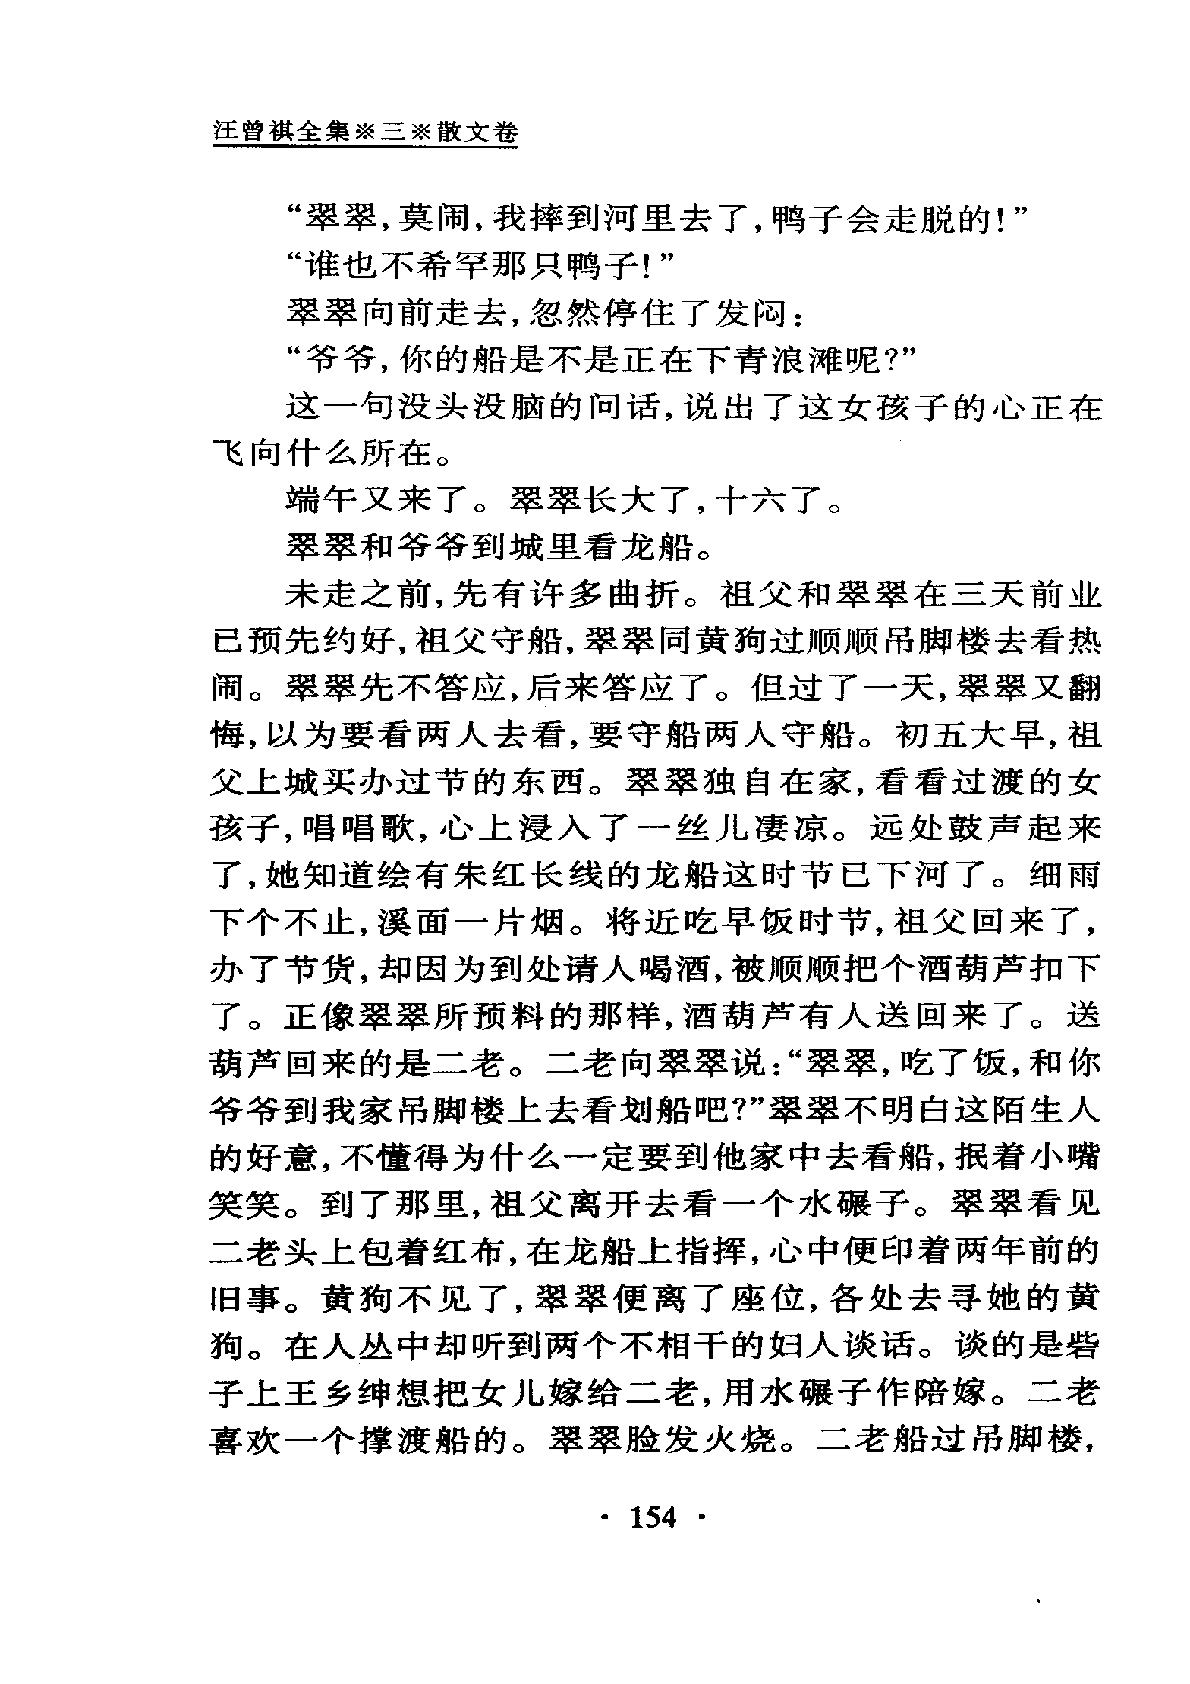 汪曾祺全集※三※散文卷
“翠翠,莫闹,我摔到河里去了,鸭子会走脱的!”
“谁也不希罕那只鸭子!”
翠翠向前走去,忽然停住了发闷:
“爷爷,你的船是不是正在下青浪滩呢?”
这一句没头没脑的问话,说出了这女孩子的心正在
飞向什么所在。
端午又来了。翠翠长大了,十六了。
翠翠和爷爷到城里看龙船。
未走之前,先有许多曲折。祖父和翠翠在三天前业
已预先约好,祖父守船,翠翠同黄狗过顺顺吊脚楼去看热
闹。翠翠先不答应,后来答应了。但过了一天,翠翠又翻
悔,以为要看两人去看,要守船两人守船。初五大早,祖
父上城买办过节的东西。翠翠独自在家,看看过渡的女
孩子,唱唱歌,心上浸入了一丝儿凄凉。远处鼓声起来
了,她知道绘有朱红长线的龙船这时节已下河了。细雨
下个不止,溪面一片烟。将近吃早饭时节,祖父回来了,
办了节货,却因为到处请人喝酒,被顺顺把个酒葫芦扣下
了。正像翠翠所预料的那样,酒葫芦有人送回来了。送
葫芦回来的是二老。二老向翠翠说:“翠翠,吃了饭,和你
爷爷到我家吊脚楼上去看划船吧?”翠翠不明白这陌生人
的好意,不懂得为什么一定要到他家中去看船,抿着小嘴
笑笑。到了那里,祖父离开去看一个水碾子。翠翠看见
二老头上包着红布,在龙船上指挥,心中便印着两年前的
旧事。黄狗不见了,翠翠便离了座位,各处去寻她的黄
狗。在人丛中却听到两个不相干的妇人谈话。谈的是砦
子上王乡绅想把女儿嫁给二老,用水碾子作陪嫁。二老
喜欢一个撑渡船的。翠翠脸发火烧。二老船过吊脚楼,
· 154 ·